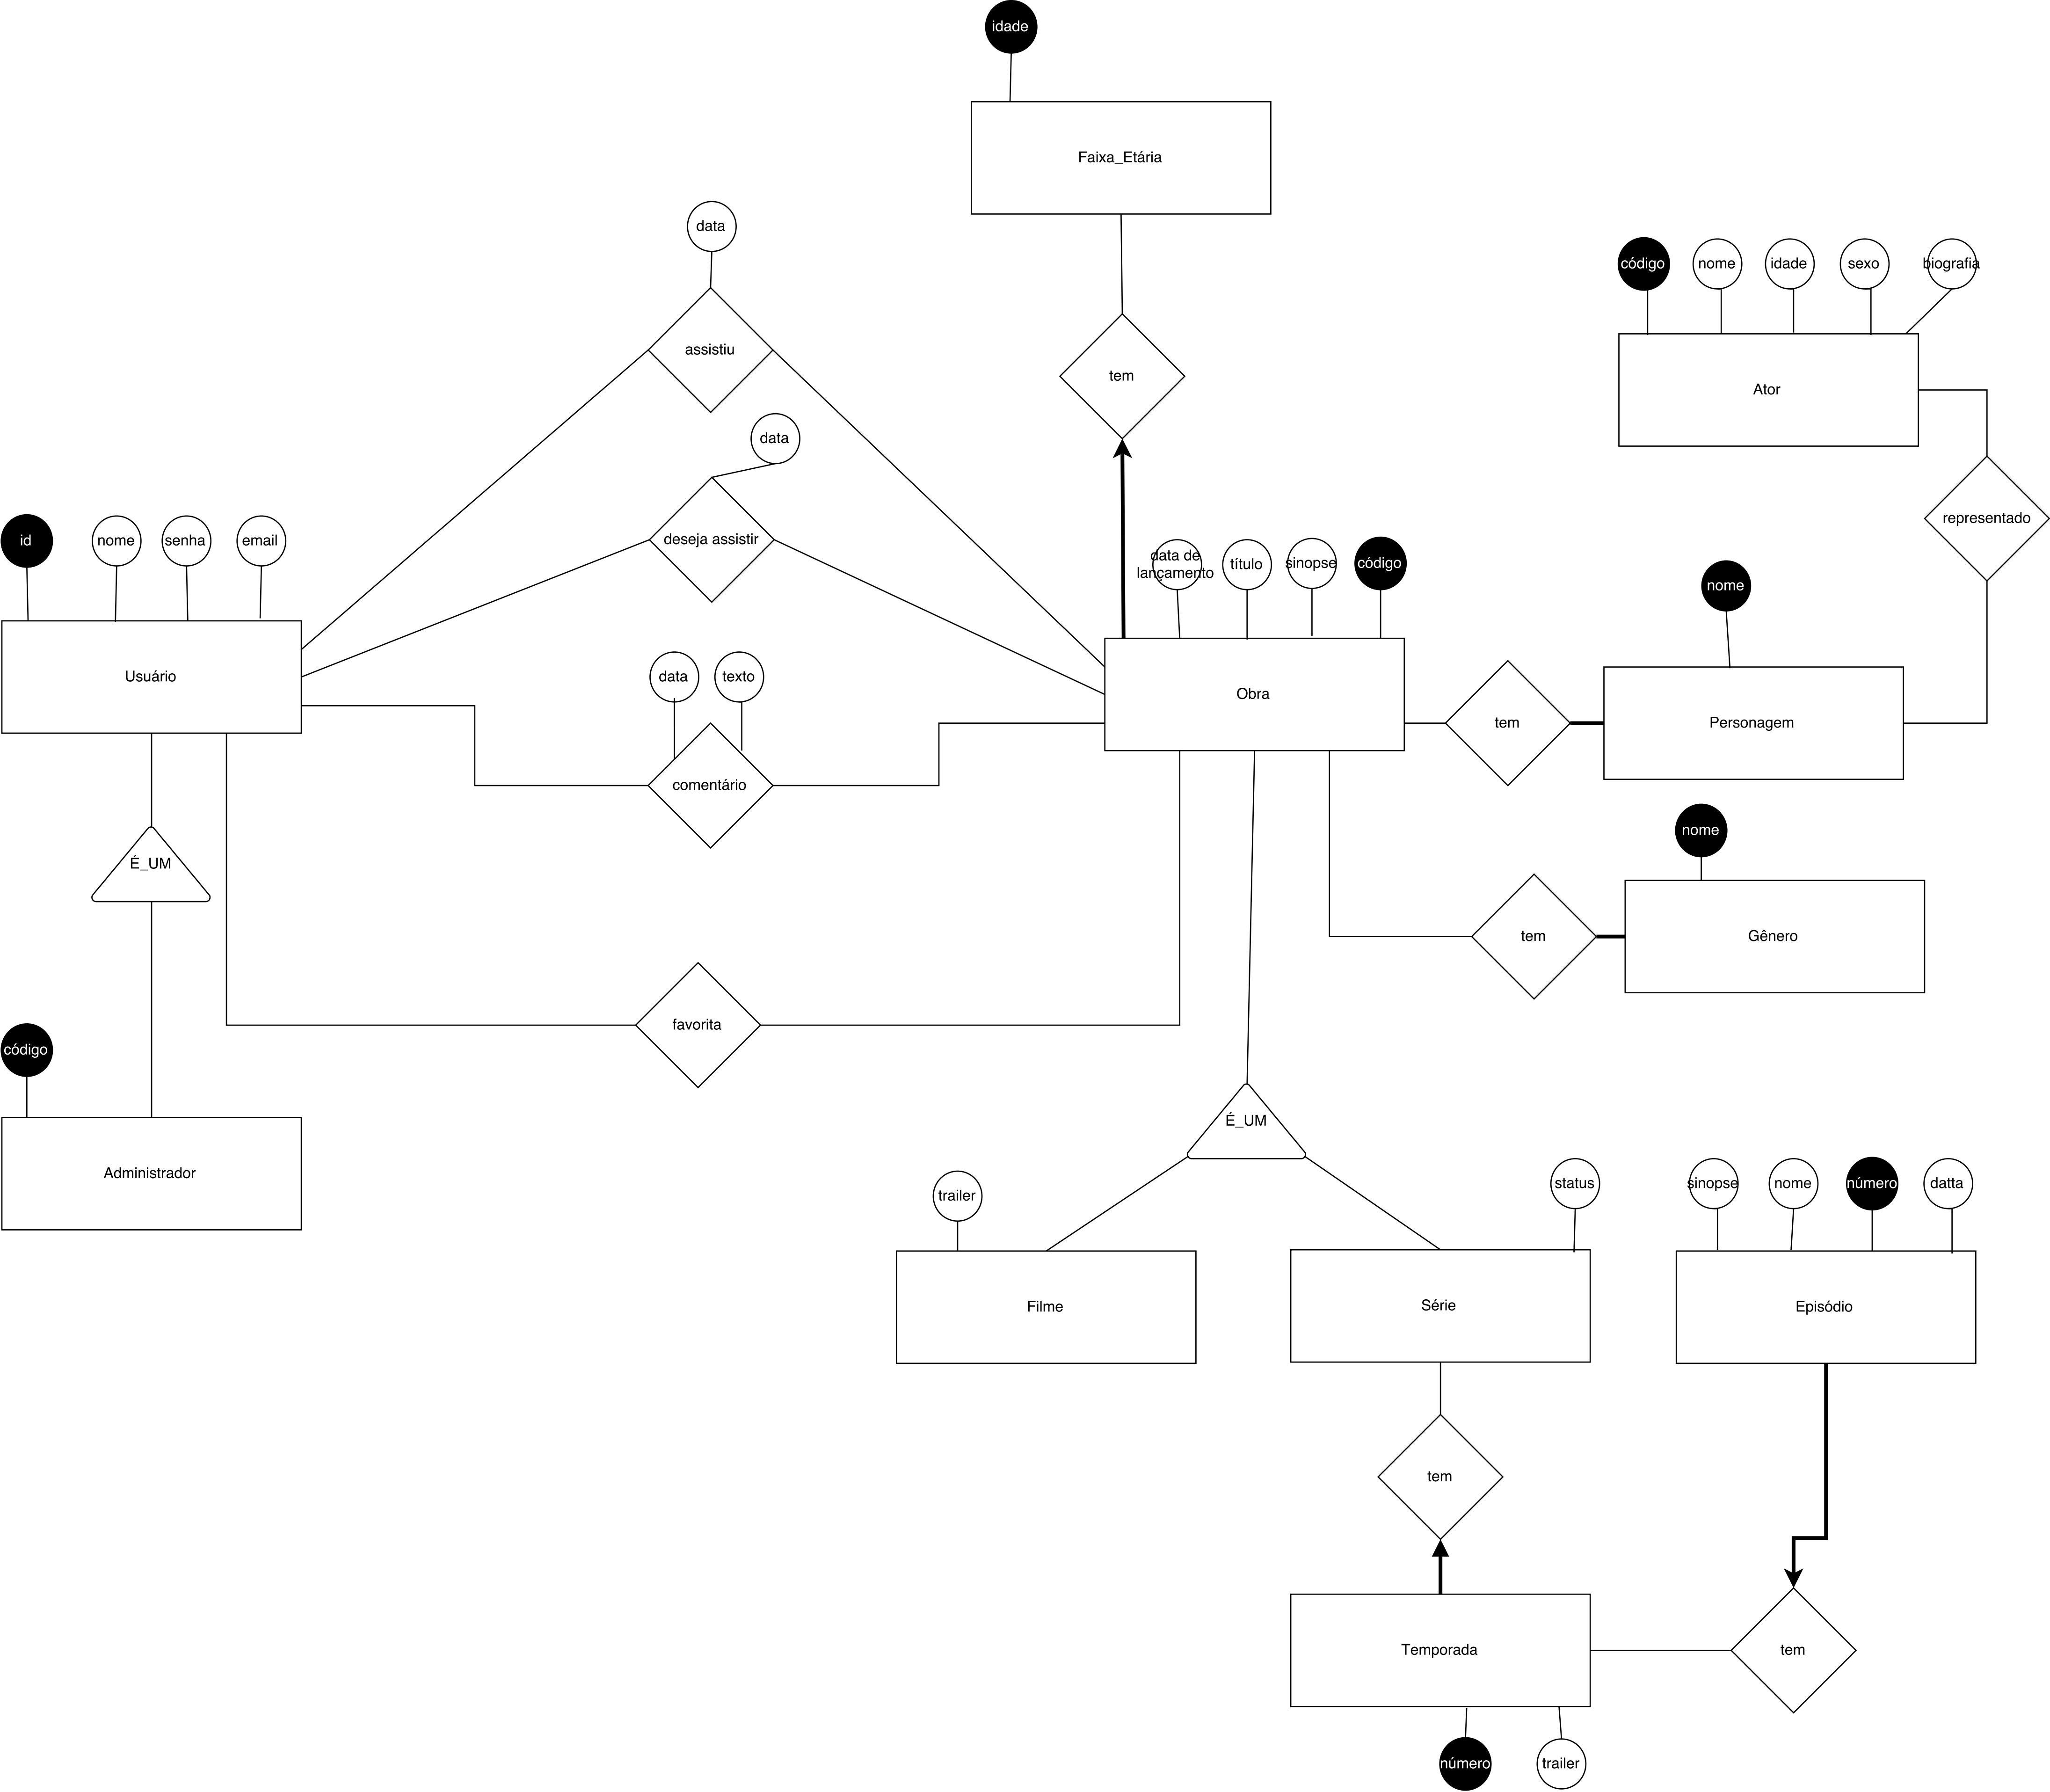 idade
Faixa_Etária
data
assistiu
tem
código
nome
idade
sexo
biografia
Ator
data
deseja assistir
representado
id
nome
senha
email
data de
lançamento
título
sinopse
código
nome
Usuário
data
texto
Obra
tem
Personagem
comentário
nome
É_UM
tem
Gênero
favorita
código
É_UM
Administrador
trailer
status
sinopse
nome
número
datta
Filme
Série
Episódio
tem
Temporada
tem
número
trailer